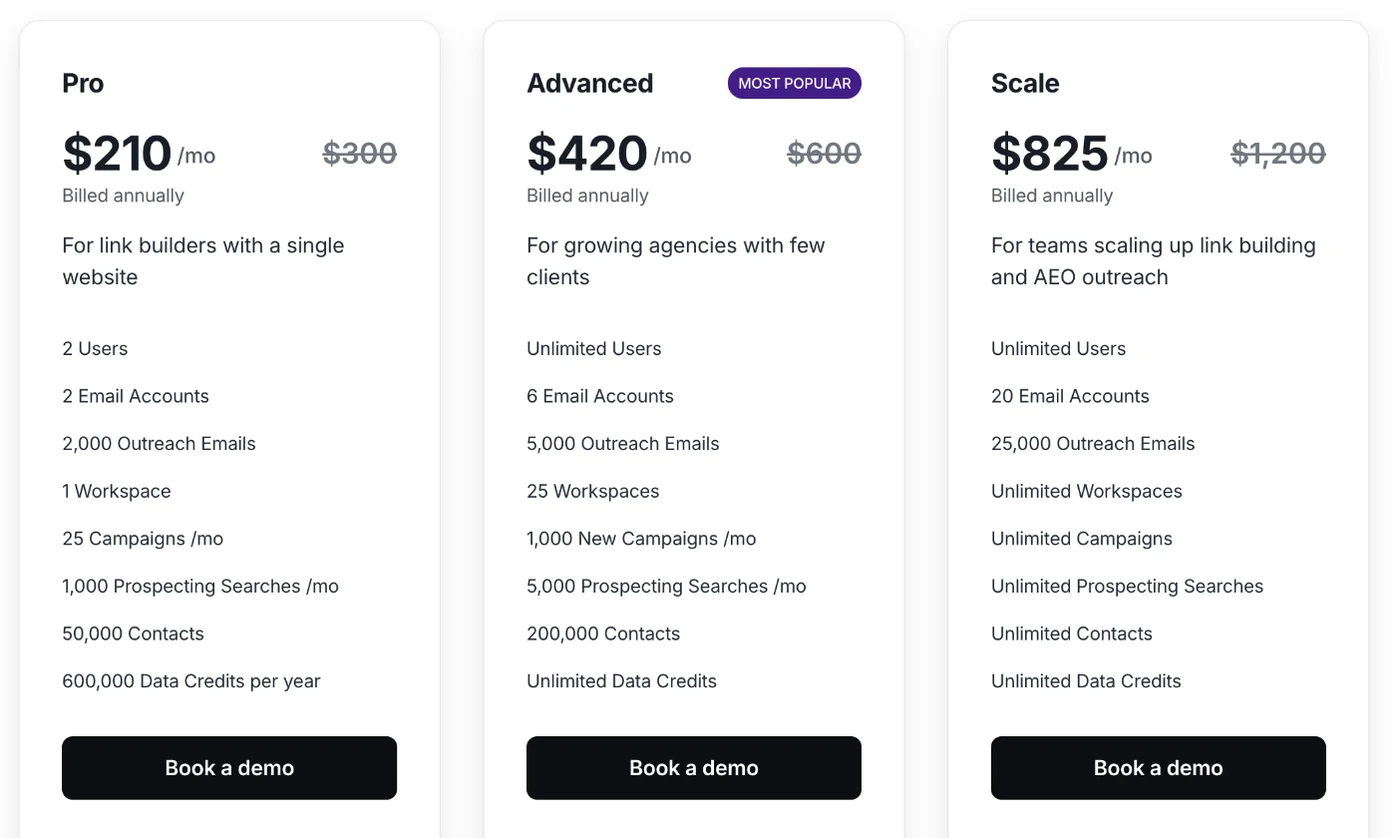 Pro
$210 /mo $300
Billed annually
For link builders with a single
website
2 Users
2 Email Accounts
2,000 Outreach Emails
1 Workspace
25 Campaigns /mo
1,000 Prospecting Searches /mo
50,000 Contacts
600,000 Data Credits per year
Book a demo
Advanced MOST POPULAR
$420 /mo $600
Billed annually
For growing agencies with few
clients
Unlimited Users
6 Email Accounts
5,000 Outreach Emails
25 Workspaces
1,000 New Campaigns /mo
5,000 Prospecting Searches /mo
200,000 Contacts
Unlimited Data Credits
Book a demo
Scale
$825 /mo $1,200
Billed annually
For teams scaling up link building
and AEO outreach
Unlimited Users
20 Email Accounts
25,000 Outreach Emails
Unlimited Workspaces
Unlimited Campaigns
Unlimited Prospecting Searches
Unlimited Contacts
Unlimited Data Credits
Book a demo